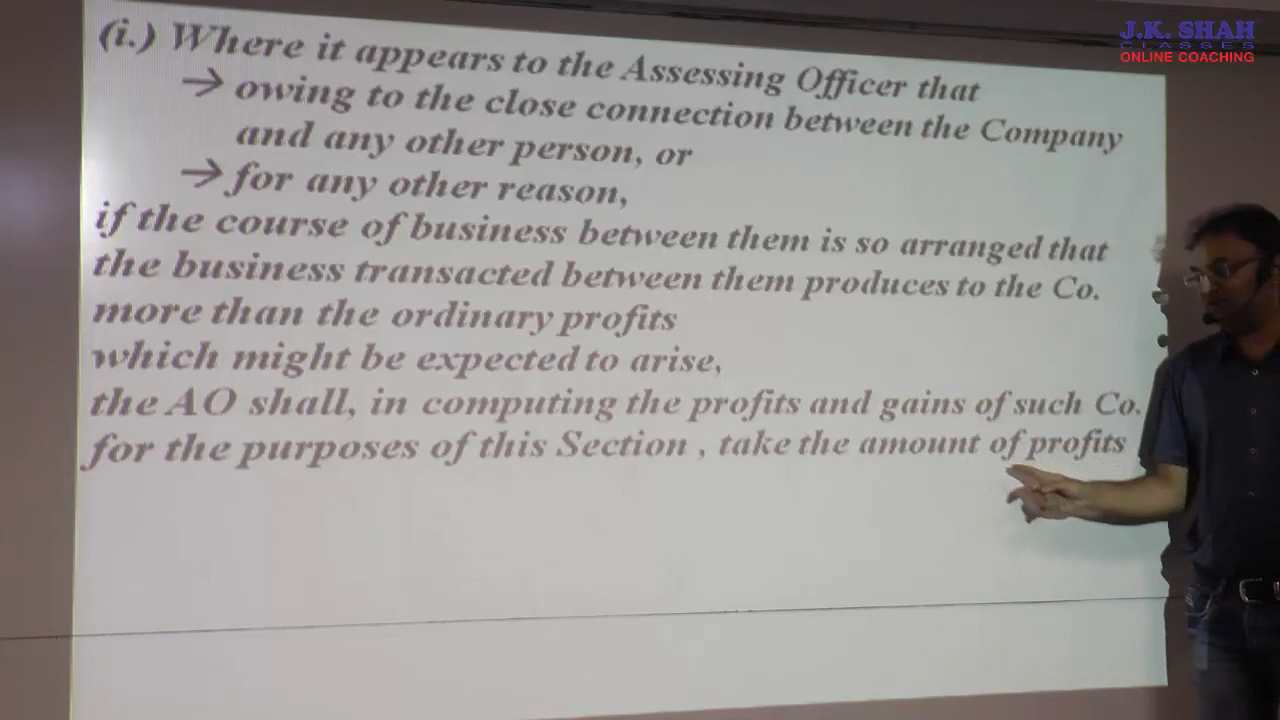 J.K. SHAH
CLASSES
ONLINE COACHING
(i.) Where it appears to the Assessing Officer that
→ owing to the close connection between the Company
and any other person, or
→ for any other reason,
if the course of business between them is so arranged that
the business transacted between them produces to the Co.
more than the ordinary profits
which might be expected to arise,
the AO shall, in computing the profits and gains of such Co.
for the purposes of this Section , take the amount of profits